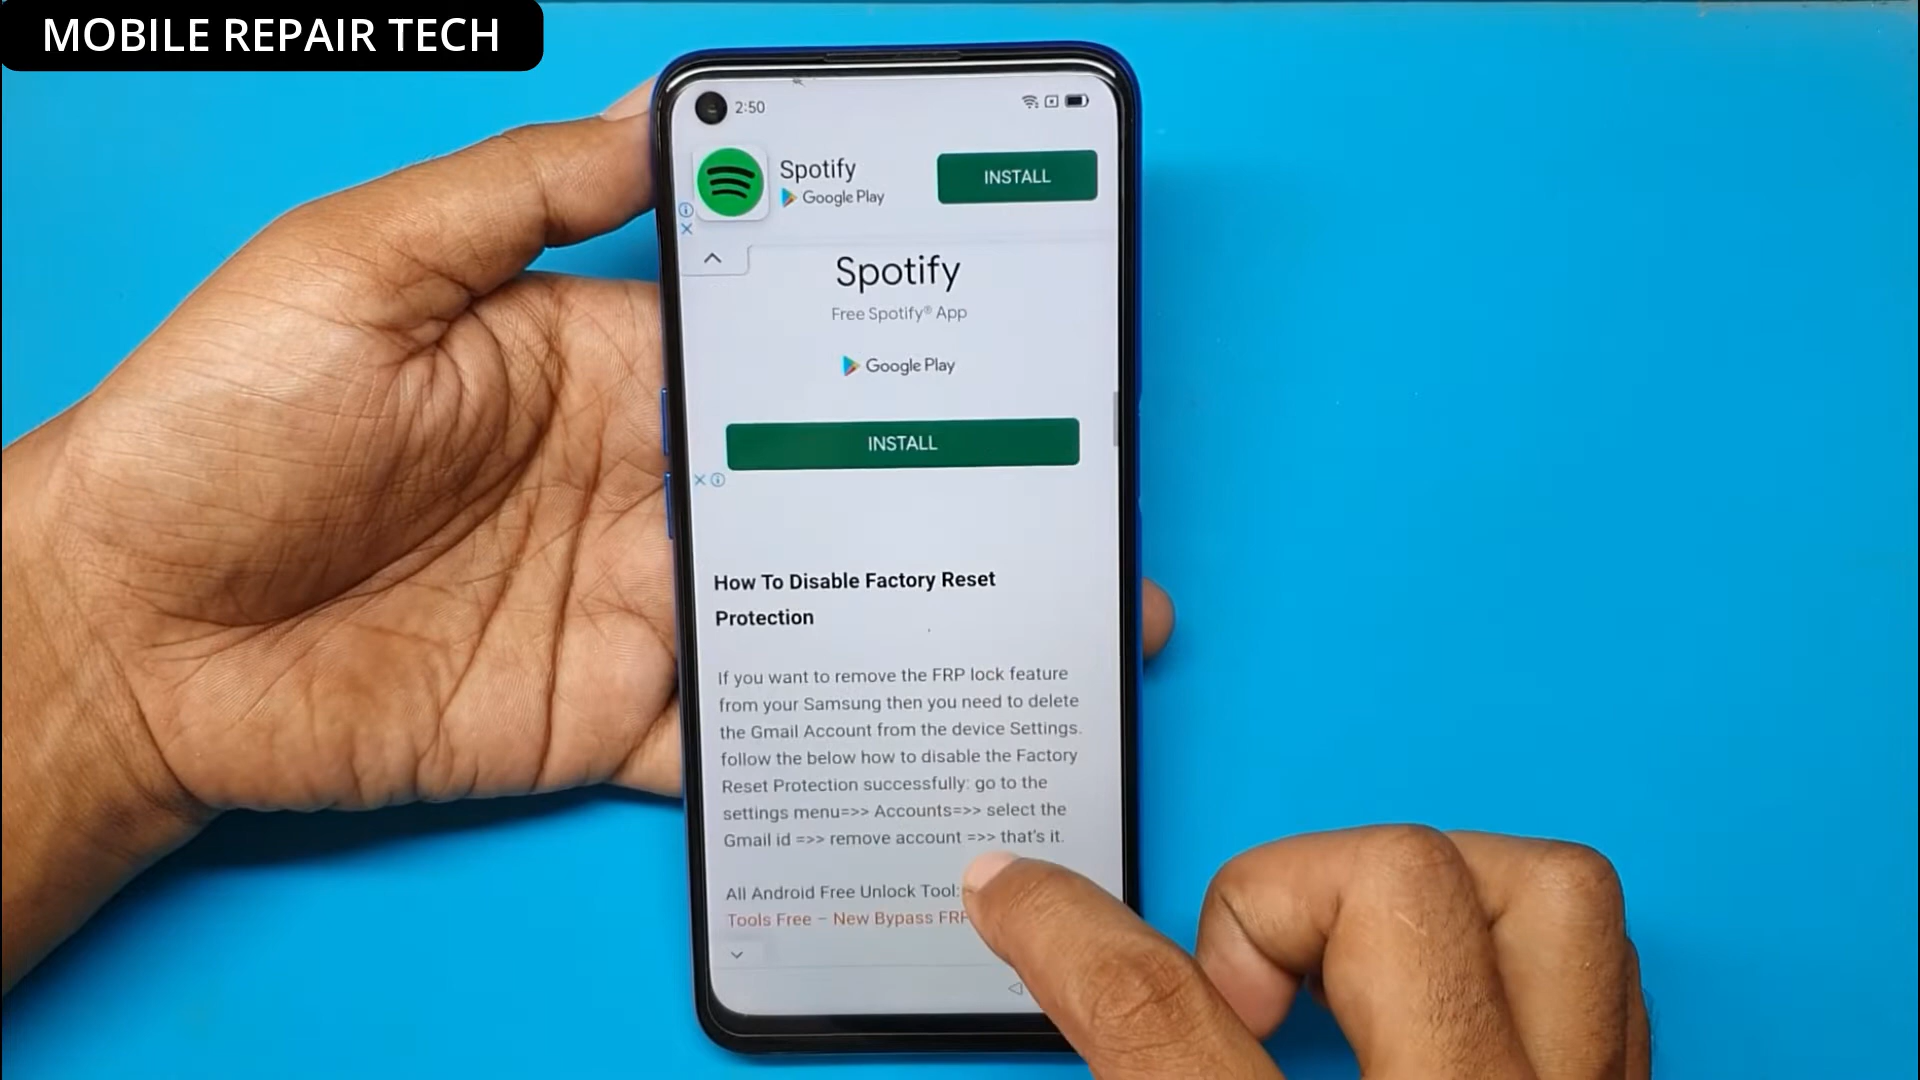 MOBILE REPAIR TECH
2:50
Spotify
Google Play
INSTALL
Spotify
Free Spotify® App
Google Play
INSTALL
How To Disable Factory Reset
Protection
If you want to remove the FRP lock feature
from your Samsung then you need to delete
the Gmail Account from the device Settings.
follow the below how to disable the Factory
Reset Protection successfully: go to the
settings menu=>> Accounts=>> select the
Gmail id =>> remove account =>> that's it.
All Android Free Unlock Tool:
Tools Free – New Bypass FRP